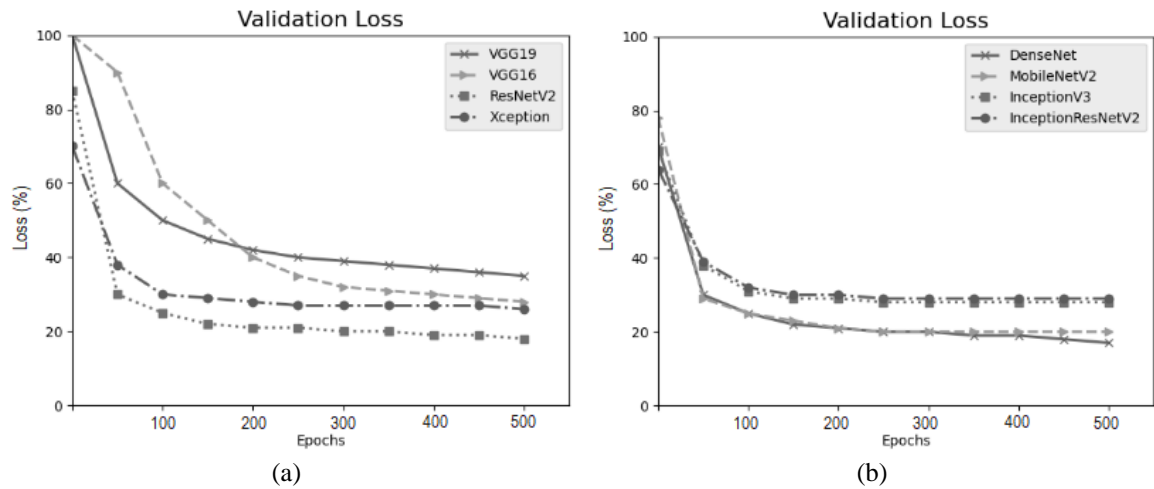 Validation Loss
100
80
60
40
20
0
Loss (%)
VGG19
VGG16
ResNetV2
Xception
100
200
300
400
500
Epochs
(a)
Validation Loss
100
80
60
40
20
0
Loss (%)
DenseNet
MobileNetV2
InceptionV3
InceptionResNetV2
100
200
300
400
500
Epochs
(b)